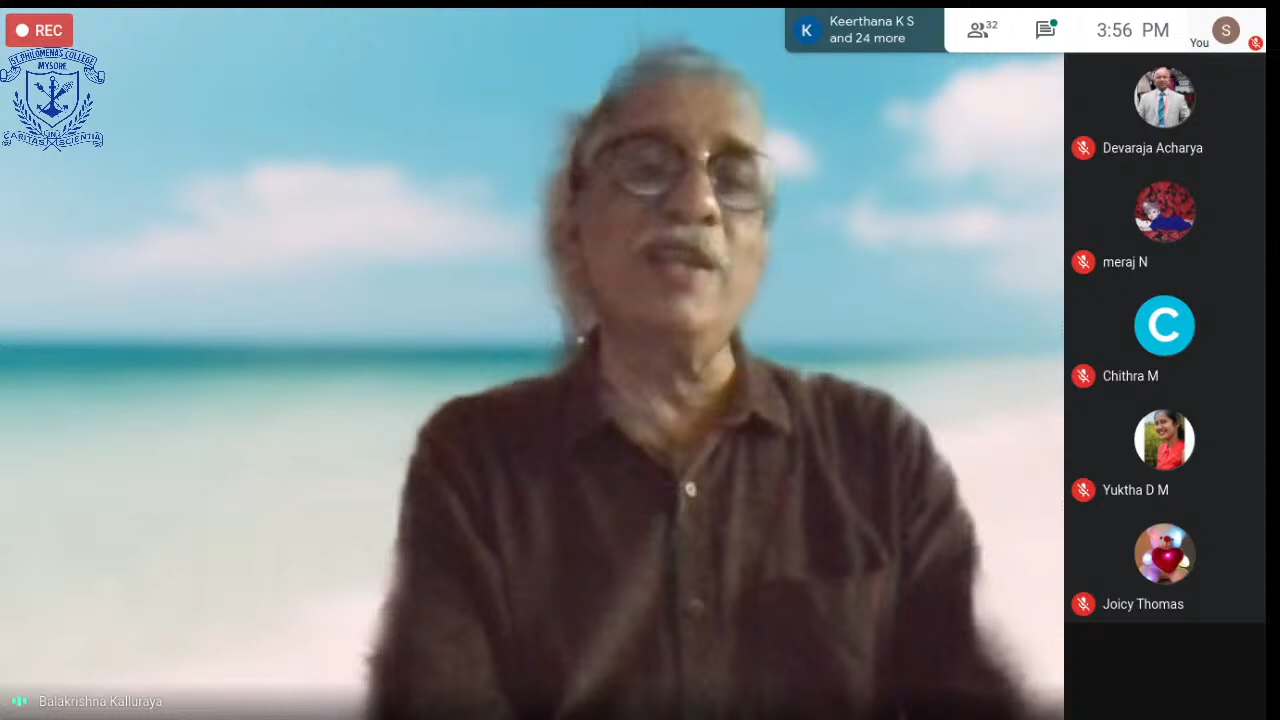 REC
ST. PHILOMENA'S COLLEGE
MYSORE
CARITAS IN SCIENTIA
K
Keerthana K S
and 24 more
32
3:56 PM
You
S
Devaraja Acharya
meraj N
C
Chithra M
Yuktha D M
Joicy Thomas
Balakrishna Kalluraya